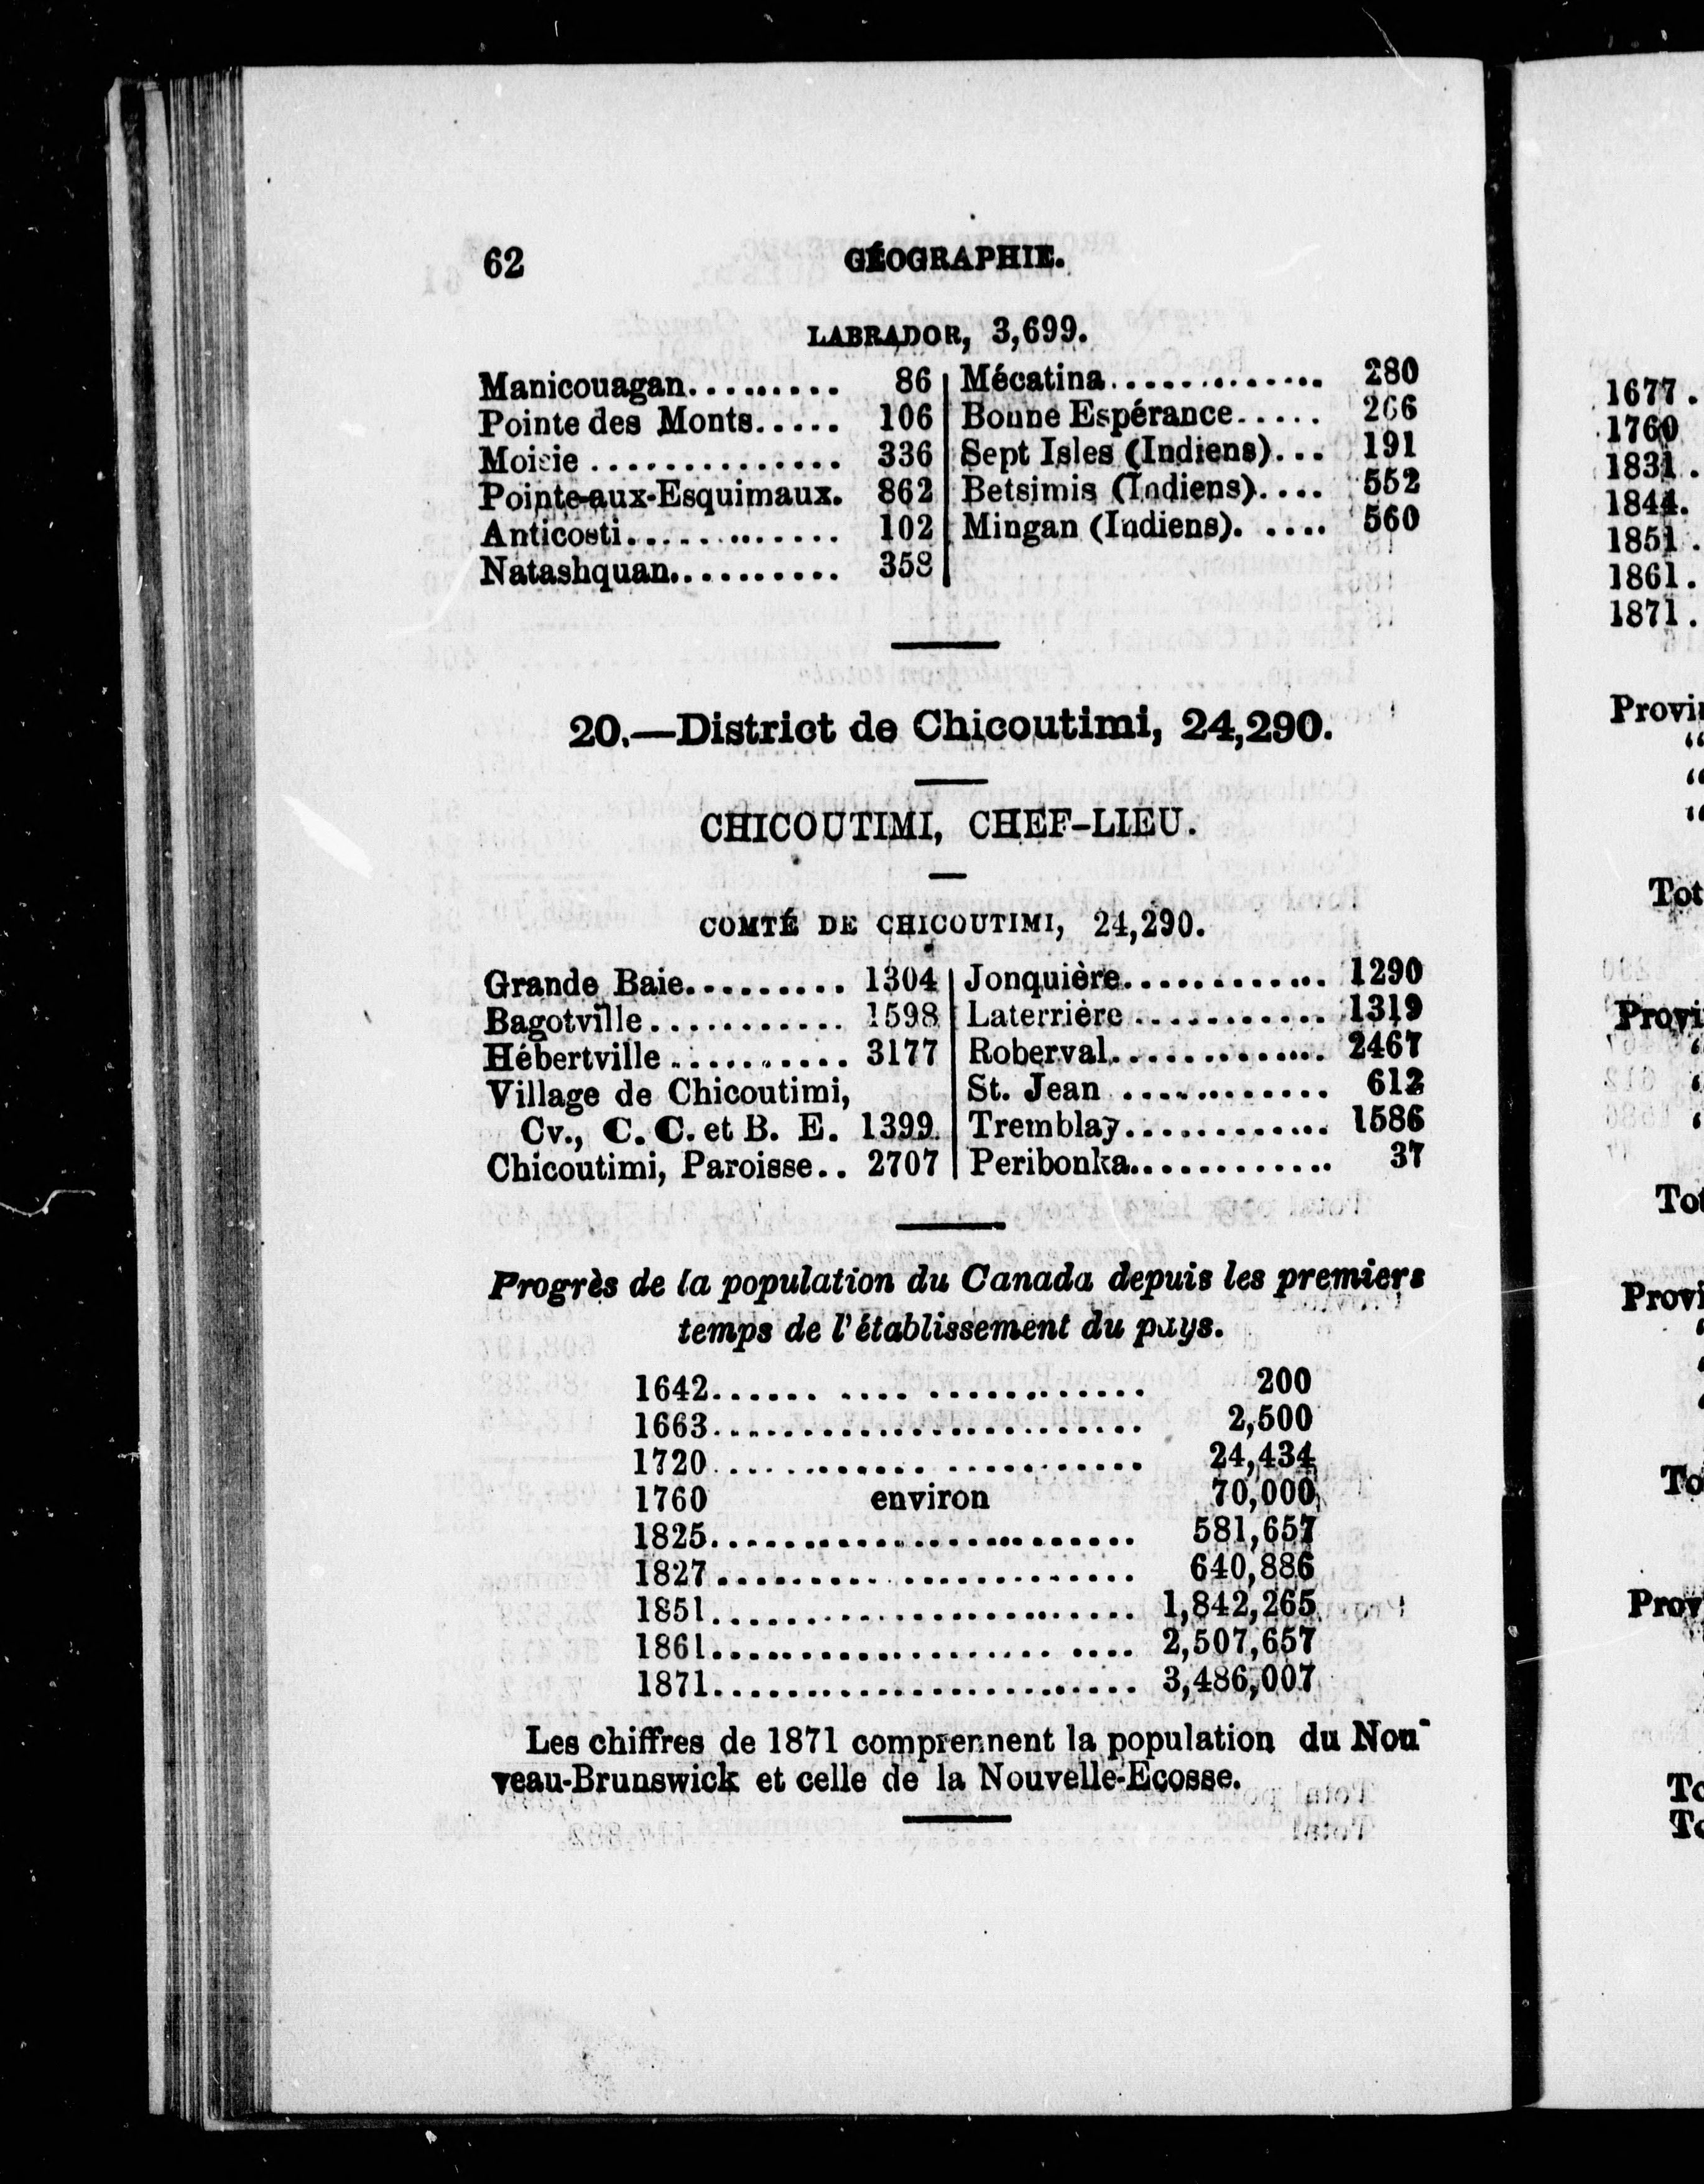 62 GÉOGRAPHIE.
LABRADOR, 3,699.
Manicouagan......... 86
Pointe des Monts..... 106
Moisie .............. 336
Pointe-aux-Esquimaux. 862
Anticosti............ 102
Natashquan.......... 358
Mécatina............. 280
Bonne Espérance...... 266
Sept Isles (Indiens)... 191
Betsimis (Indiens).... 552
Mingan (Indiens). .... 560
20.—District de Chicoutimi, 24,290.
CHICOUTIMI, CHEF-LIEU.
COMTÉ DE CHICOUTIMI, 24,290.
Grande Baie......... 1304
Bagotville........... 1598
Hébertville .......... 3177
Village de Chicoutimi,
Cv., C. C. et B. E. 1399
Chicoutimi, Paroisse.. 2707
Jonquière............ 1290
Laterrière ........... 1319
Roberval............. 2467
St. Jean ............ 612
Tremblay............ 1586
Peribonka............ 37
Progrès de la population du Canada depuis les premiers
temps de l'établissement du pays.
1642...... .... ............ 200
1663........................ 2,500
1720............. ........... 24,434
1760 environ 70,000
1825........................ 581,657
1827........................ 640,886
1851........................ 1,842,265
1861.................... .... 2,507,657
1871........................ 3,486,007
Les chiffres de 1871 comprennent la population du Nou-
veau-Brunswick et celle de la Nouvelle-Ecosse.
1677.
1760
1831.
1844.
1851.
1861.
1871.